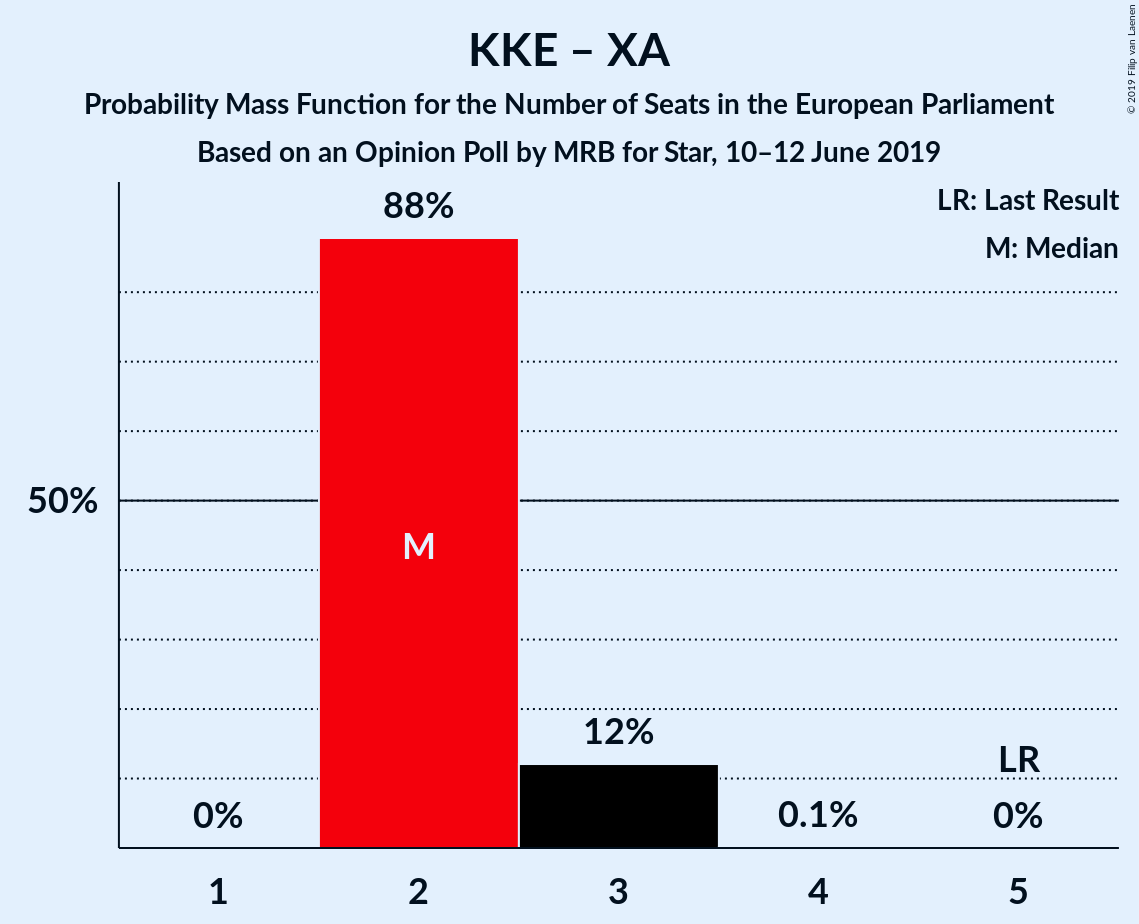 KKE – XA
Probability Mass Function for the Number of Seats in the European Parliament
Based on an Opinion Poll by MRB for Star, 10–12 June 2019
© 2019 Filip van Laenen
LR: Last Result
M: Median
88%
50%
M
12%
LR
0%
0.1%
0%
1
2
3
4
5